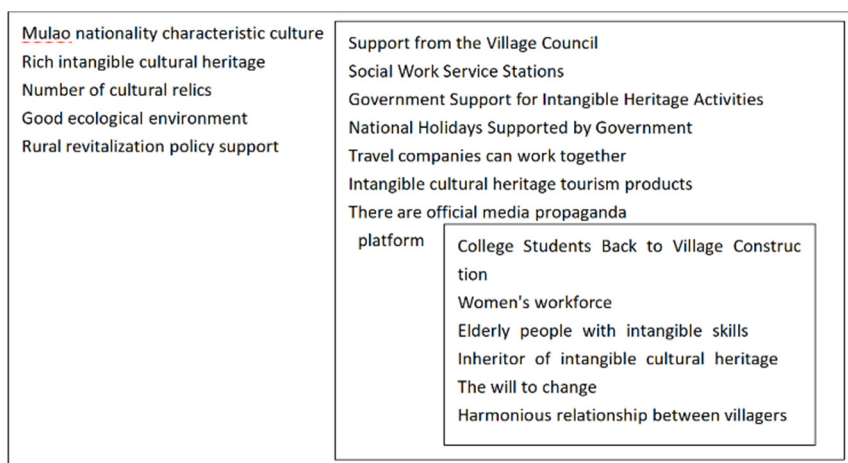 Mulao nationality characteristic culture
Rich intangible cultural heritage
Number of cultural relics
Good ecological environment
Rural revitalization policy support
Support from the Village Council
Social Work Service Stations
Government Support for Intangible Heritage Activities
National Holidays Supported by Government
Travel companies can work together
Intangible cultural heritage tourism products
There are official media propaganda
platform
College Students Back to Village Construc
tion
Women's workforce
Elderly people with intangible skills
Inheritor of intangible cultural heritage
The will to change
Harmonious relationship between villagers